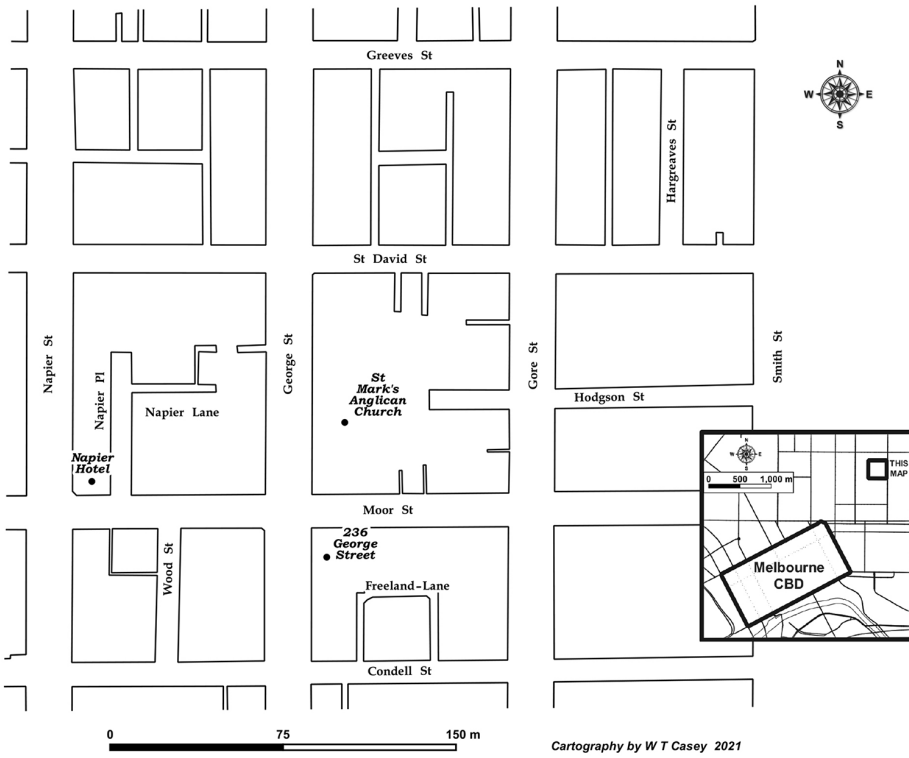 Greeves St
N
W
E
S
Hargreaves St
St David St
Napier St
George St
Gore St
Smith St
St
Mark's
Anglican
Church
Napier Pl
Napier Lane
Hodgson St
Napier
Hotel
Moor St
236
George
Street
Wood St
Freeland-Lane
Condell St
N
W
E
S
0 500 1,000 m
THIS
MAP
Melbourne
CBD
0 75 150 m
Cartography by W T Casey 2021